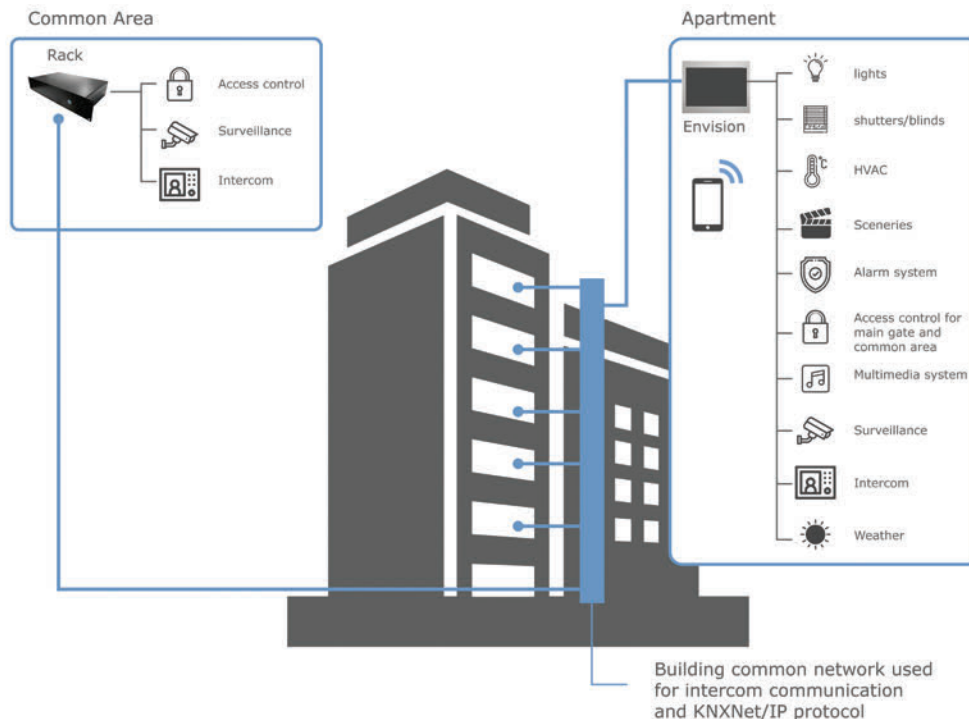 Common Area
Rack
Access control
Surveillance
Intercom
Apartment
Envision
lights
shutters/blinds
°C
HVAC
Sceneries
Alarm system
Access control for
main gate and
common area
Multimedia system
Surveillance
Intercom
Weather
Building common network used
for intercom communication
and KNXNet/IP protocol